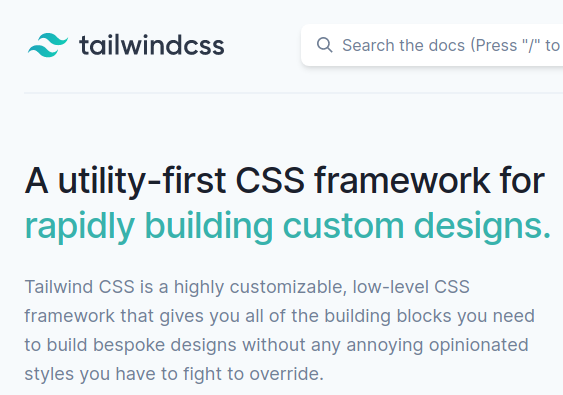 tailwindcss
Search the docs (Press "/" to
A utility-first CSS framework for
rapidly building custom designs.
Tailwind CSS is a highly customizable, low-level CSS
framework that gives you all of the building blocks you need
to build bespoke designs without any annoying opinionated
styles you have to fight to override.